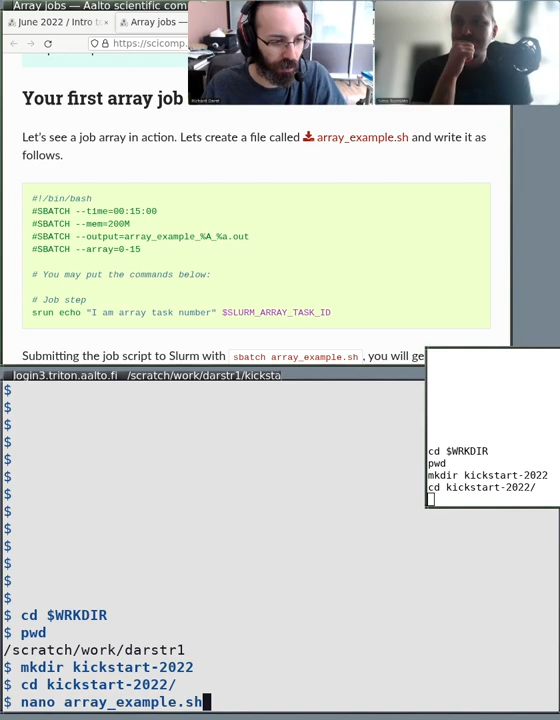 Array jobs — Aalto scientific com
June 2022 / Intro t
Array jobs —
https://scicomp.
Your first array job
Let's see a job array in action. Lets create a file called array_example.sh and write it as
follows.
#!/bin/bash
#SBATCH --time=00:15:00
#SBATCH --mem=200M
#SBATCH --output=array_example_%A_%a.out
#SBATCH --array=0-15
# You may put the commands below:
# Job step
srun echo "I am array task number" $SLURM_ARRAY_TASK_ID
Submitting the job script to Slurm with sbatch array_example.sh, you will ge
login3.triton.aalto.fi /scratch/work/darstr1/kicksta
$
$
$
$
$
$
$
$
$
$
$
$
$
$ cd $WRKDIR
$ pwd
/scratch/work/darstr1
$ mkdir kickstart-2022
$ cd kickstart-2022/
$ nano array_example.sh
cd $WRKDIR
pwd
mkdir kickstart-2022
cd kickstart-2022/